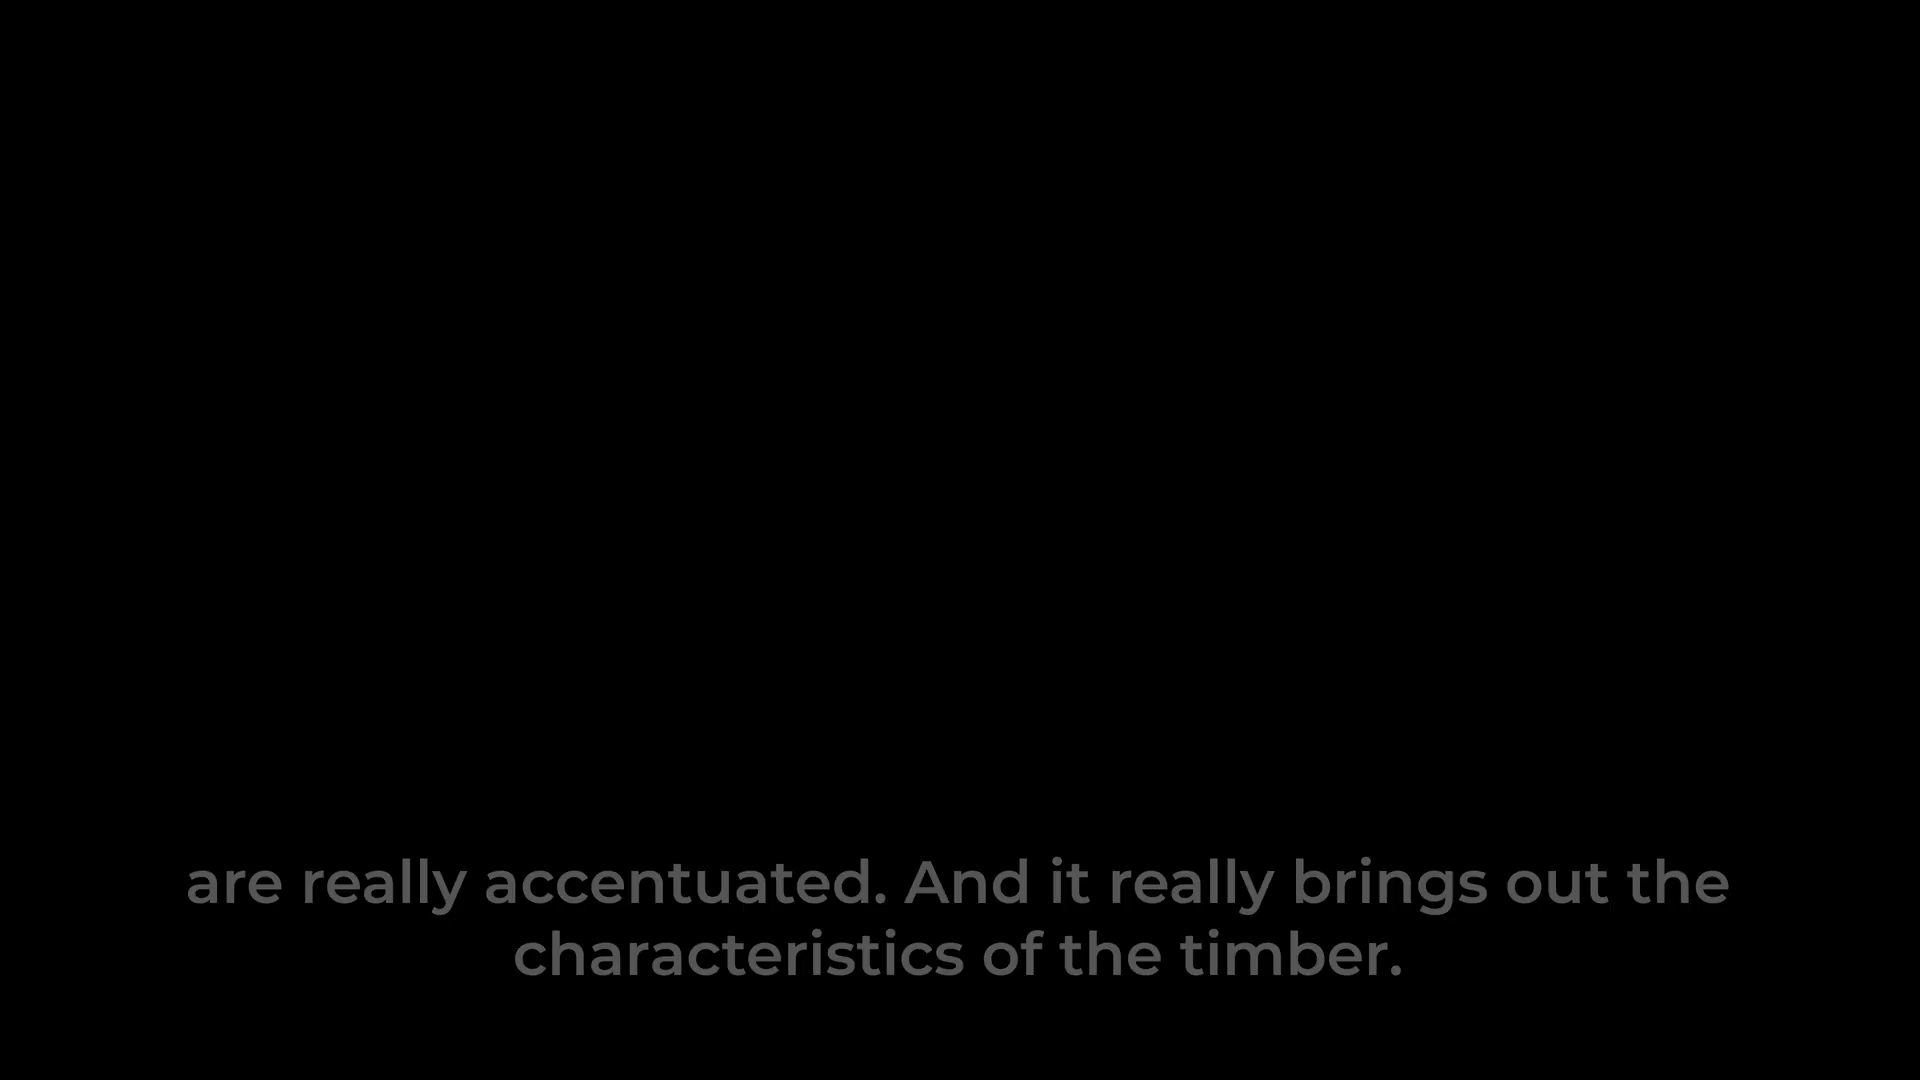 are really accentuated. And it really brings out the
characteristics of the timber.